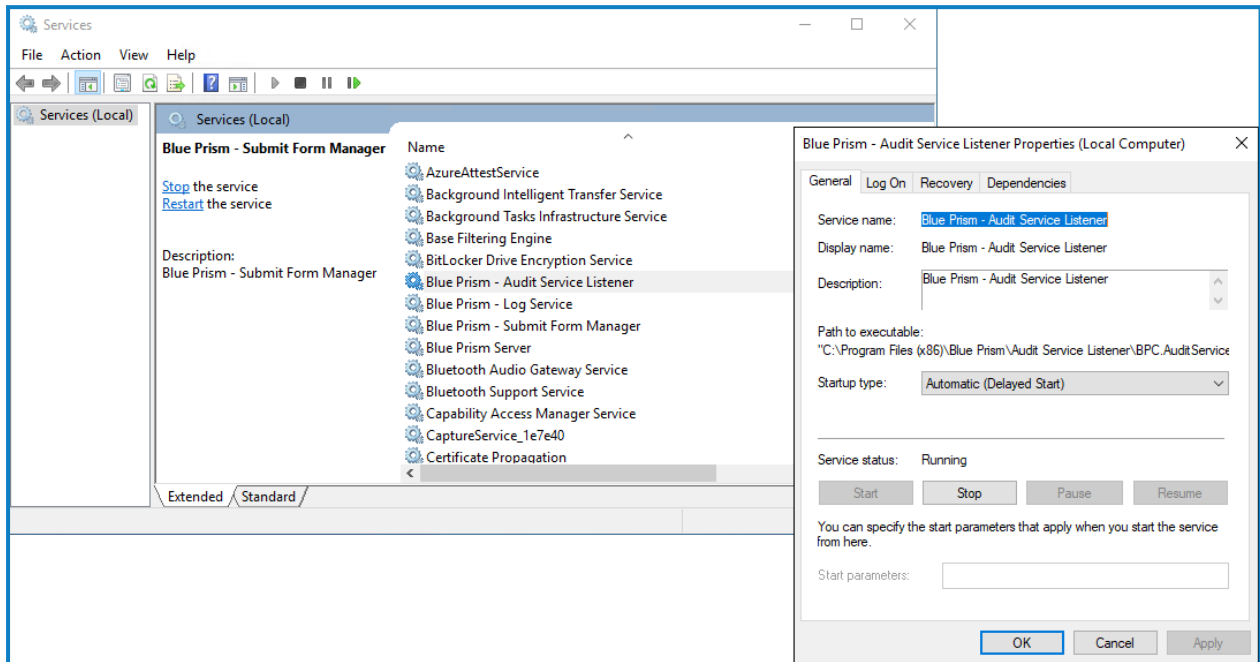 Services
File Action View Help
Services (Local)
Services (Local)
Blue Prism - Submit Form Manager
Stop the service
Restart the service
Description:
Blue Prism - Submit Form Manager
Name
AzureAttestService
Background Intelligent Transfer Service
Background Tasks Infrastructure Service
Base Filtering Engine
BitLocker Drive Encryption Service
Blue Prism - Audit Service Listener
Blue Prism - Log Service
Blue Prism - Submit Form Manager
Blue Prism Server
Bluetooth Audio Gateway Service
Bluetooth Support Service
Capability Access Manager Service
CaptureService_1e7e40
Certificate Propagation
Extended Standard
Blue Prism - Audit Service Listener Properties (Local Computer)
General Log On Recovery Dependencies
Service name: Blue Prism - Audit Service Listener
Display name: Blue Prism - Audit Service Listener
Description: Blue Prism - Audit Service Listener
Path to executable:
"C:\Program Files (x86)\Blue Prism\Audit Service Listener\BPC.AuditService
Startup type: Automatic (Delayed Start)
Service status: Running
Start Stop Pause Resume
You can specify the start parameters that apply when you start the service
from here.
Start parameters:
OK Cancel Apply